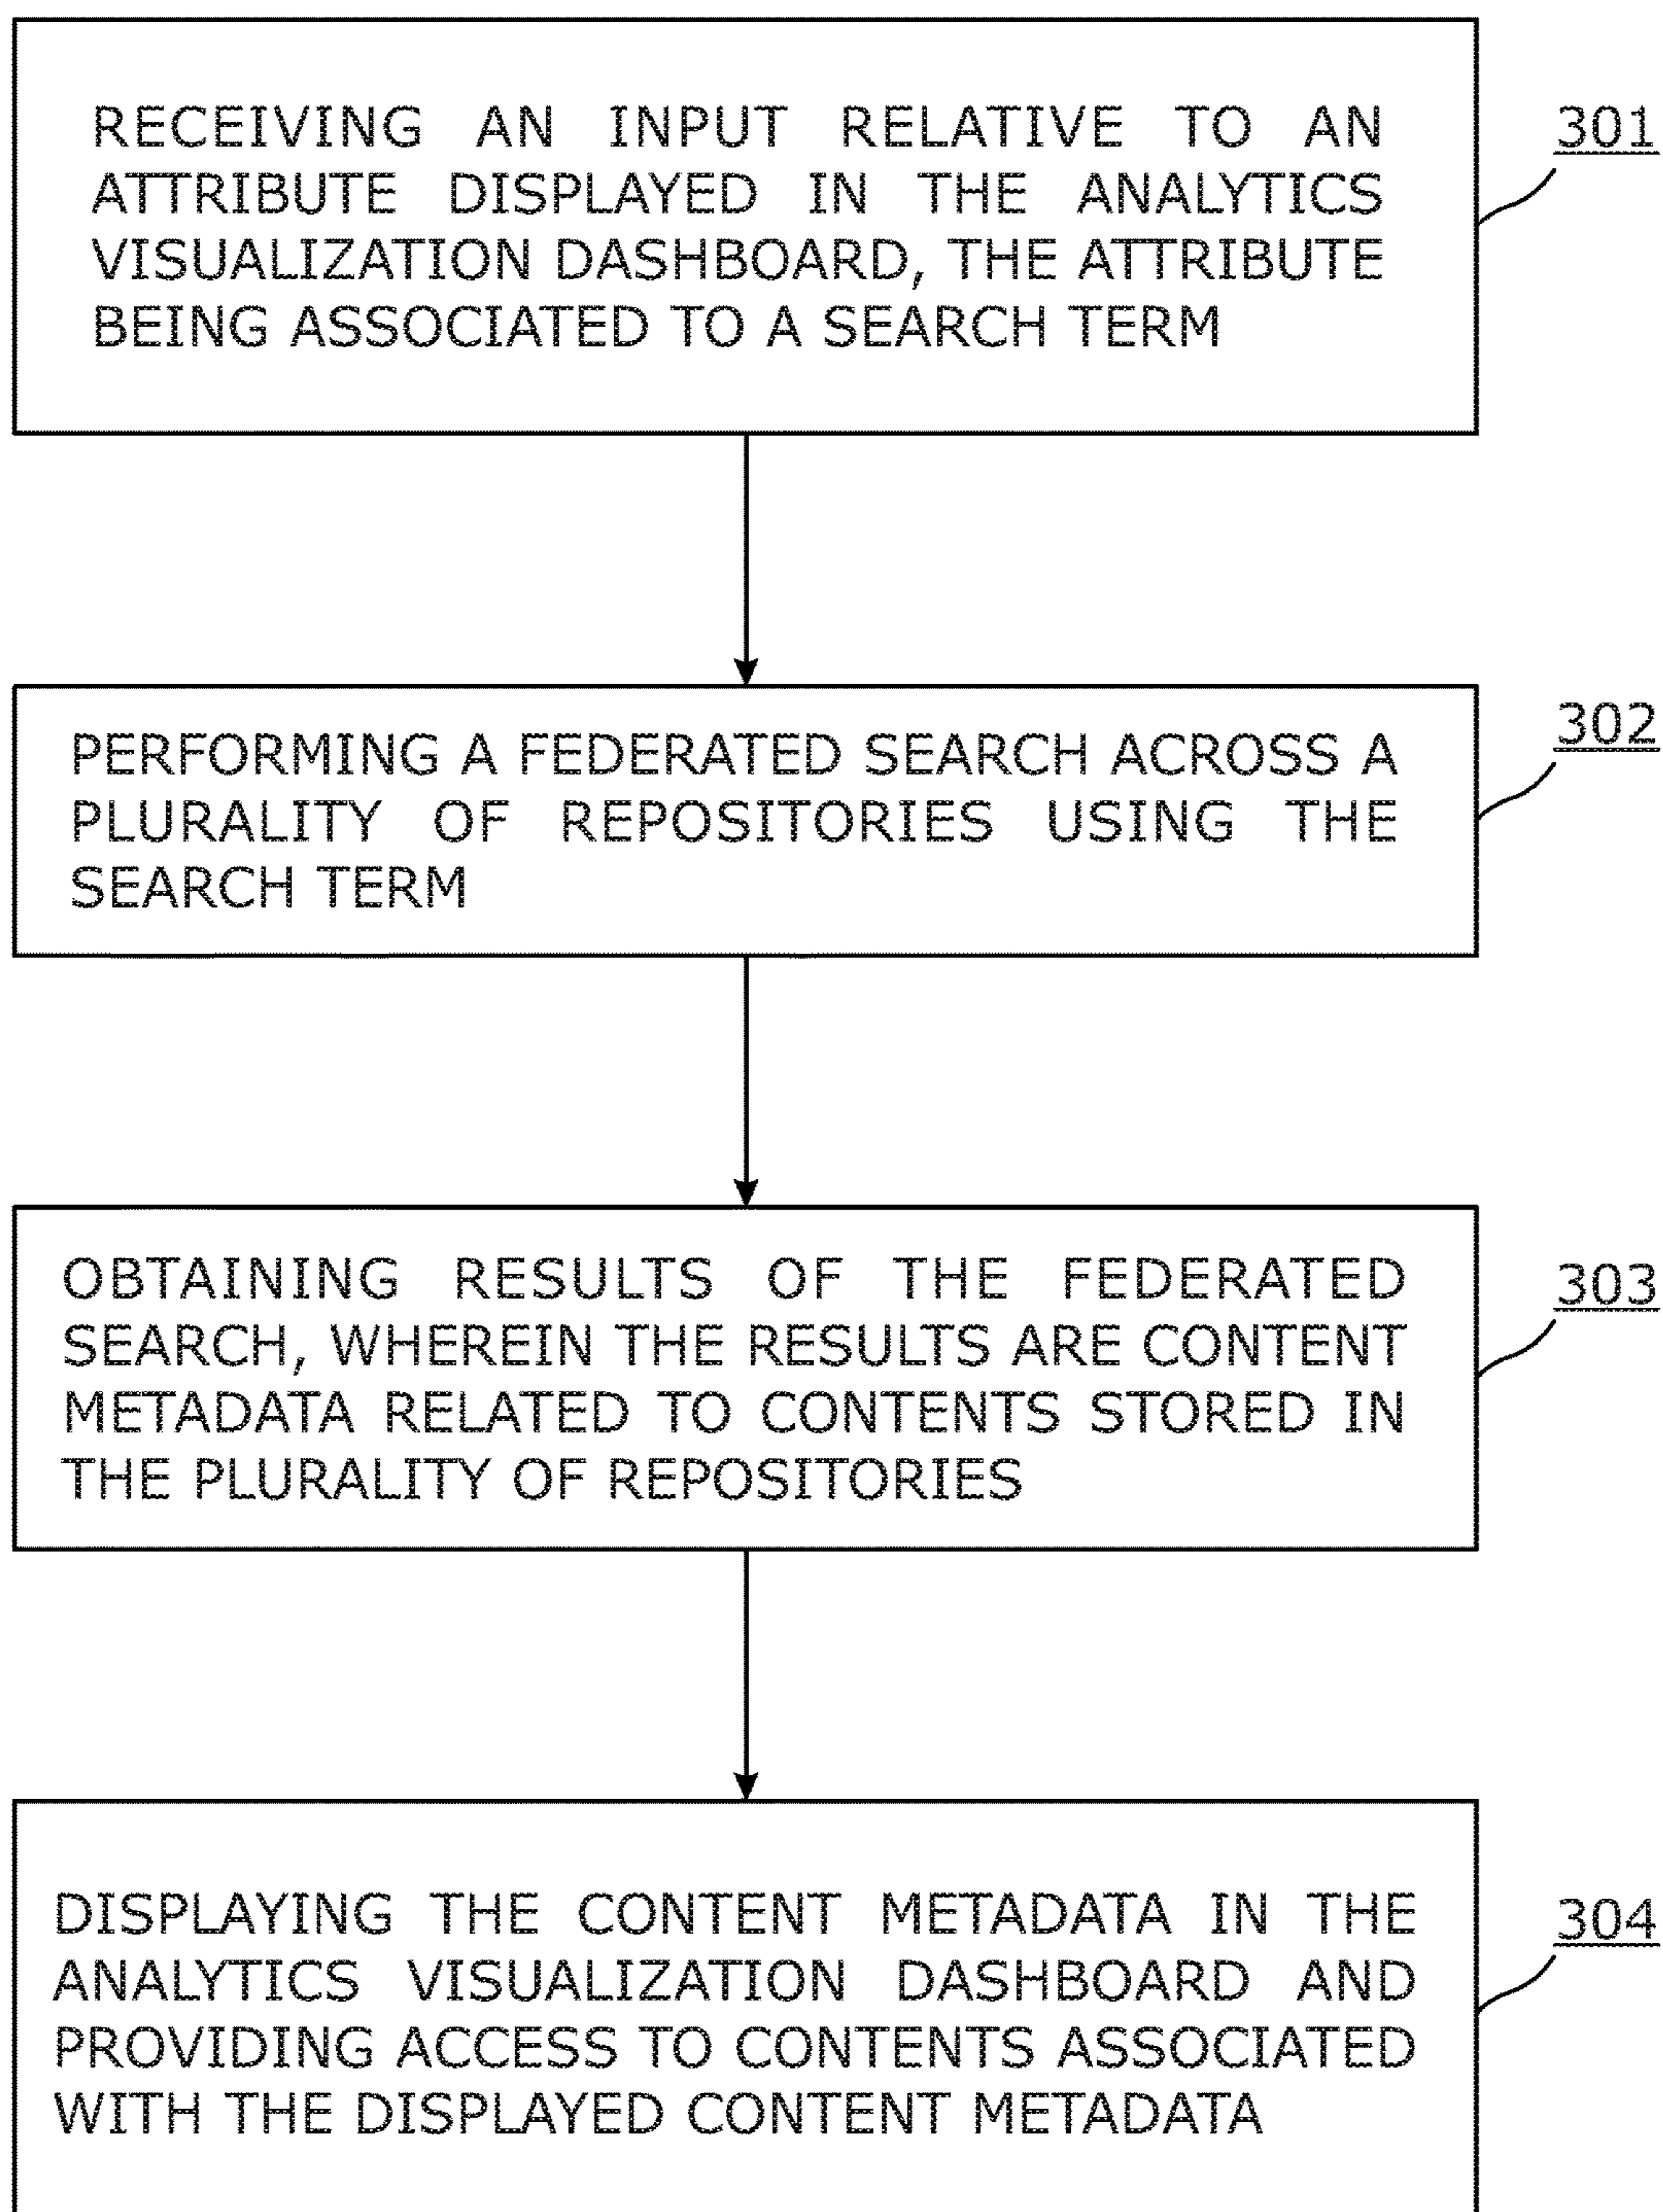 RECEIVING AN INPUT RELATIVE TO AN
ATTRIBUTE DISPLAYED IN THE ANALYTICS
VISUALIZATION DASHBOARD, THE ATTRIBUTE
BEING ASSOCIATED TO A SEARCH TERM
301
PERFORMING A FEDERATED SEARCH ACROSS A
PLURALITY OF REPOSITORIES USING THE
SEARCH TERM
302
OBTAINING RESULTS OF THE FEDERATED
SEARCH, WHEREIN THE RESULTS ARE CONTENT
METADATA RELATED TO CONTENTS STORED IN
THE PLURALITY OF REPOSITORIES
303
DISPLAYING THE CONTENT METADATA IN THE
ANALYTICS VISUALIZATION DASHBOARD AND
PROVIDING ACCESS TO CONTENTS ASSOCIATED
WITH THE DISPLAYED CONTENT METADATA
304